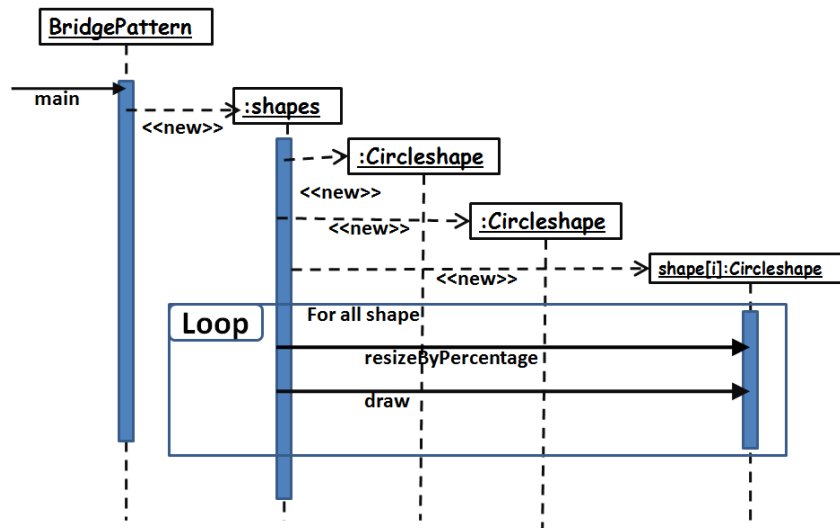 BridgePattern
main
:shapes
<<new>>
:Circleshape
<<new>>
:Circleshape
<<new>>
shape[i]:Circleshape
<<new>>
Loop
For all shape
resizeByPercentage
draw